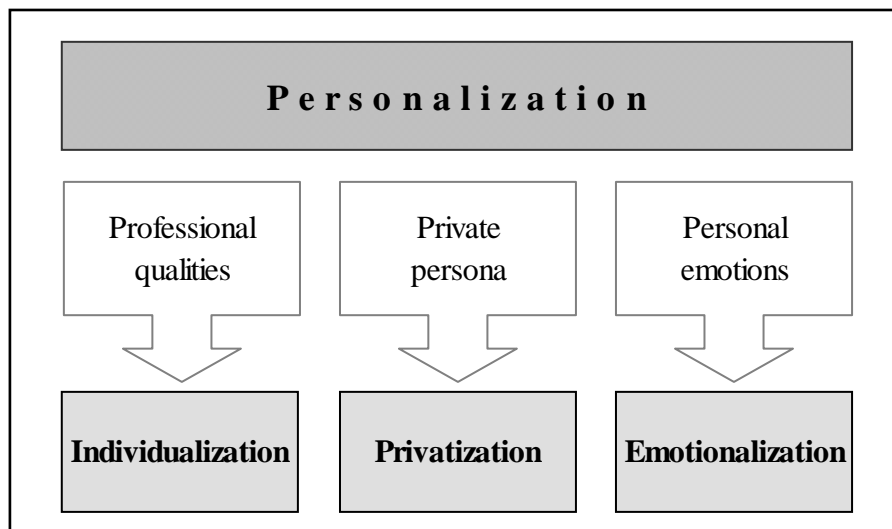 Personalization
Professional
qualities
Private
persona
Personal
emotions
Individualization
Privatization
Emotionalization